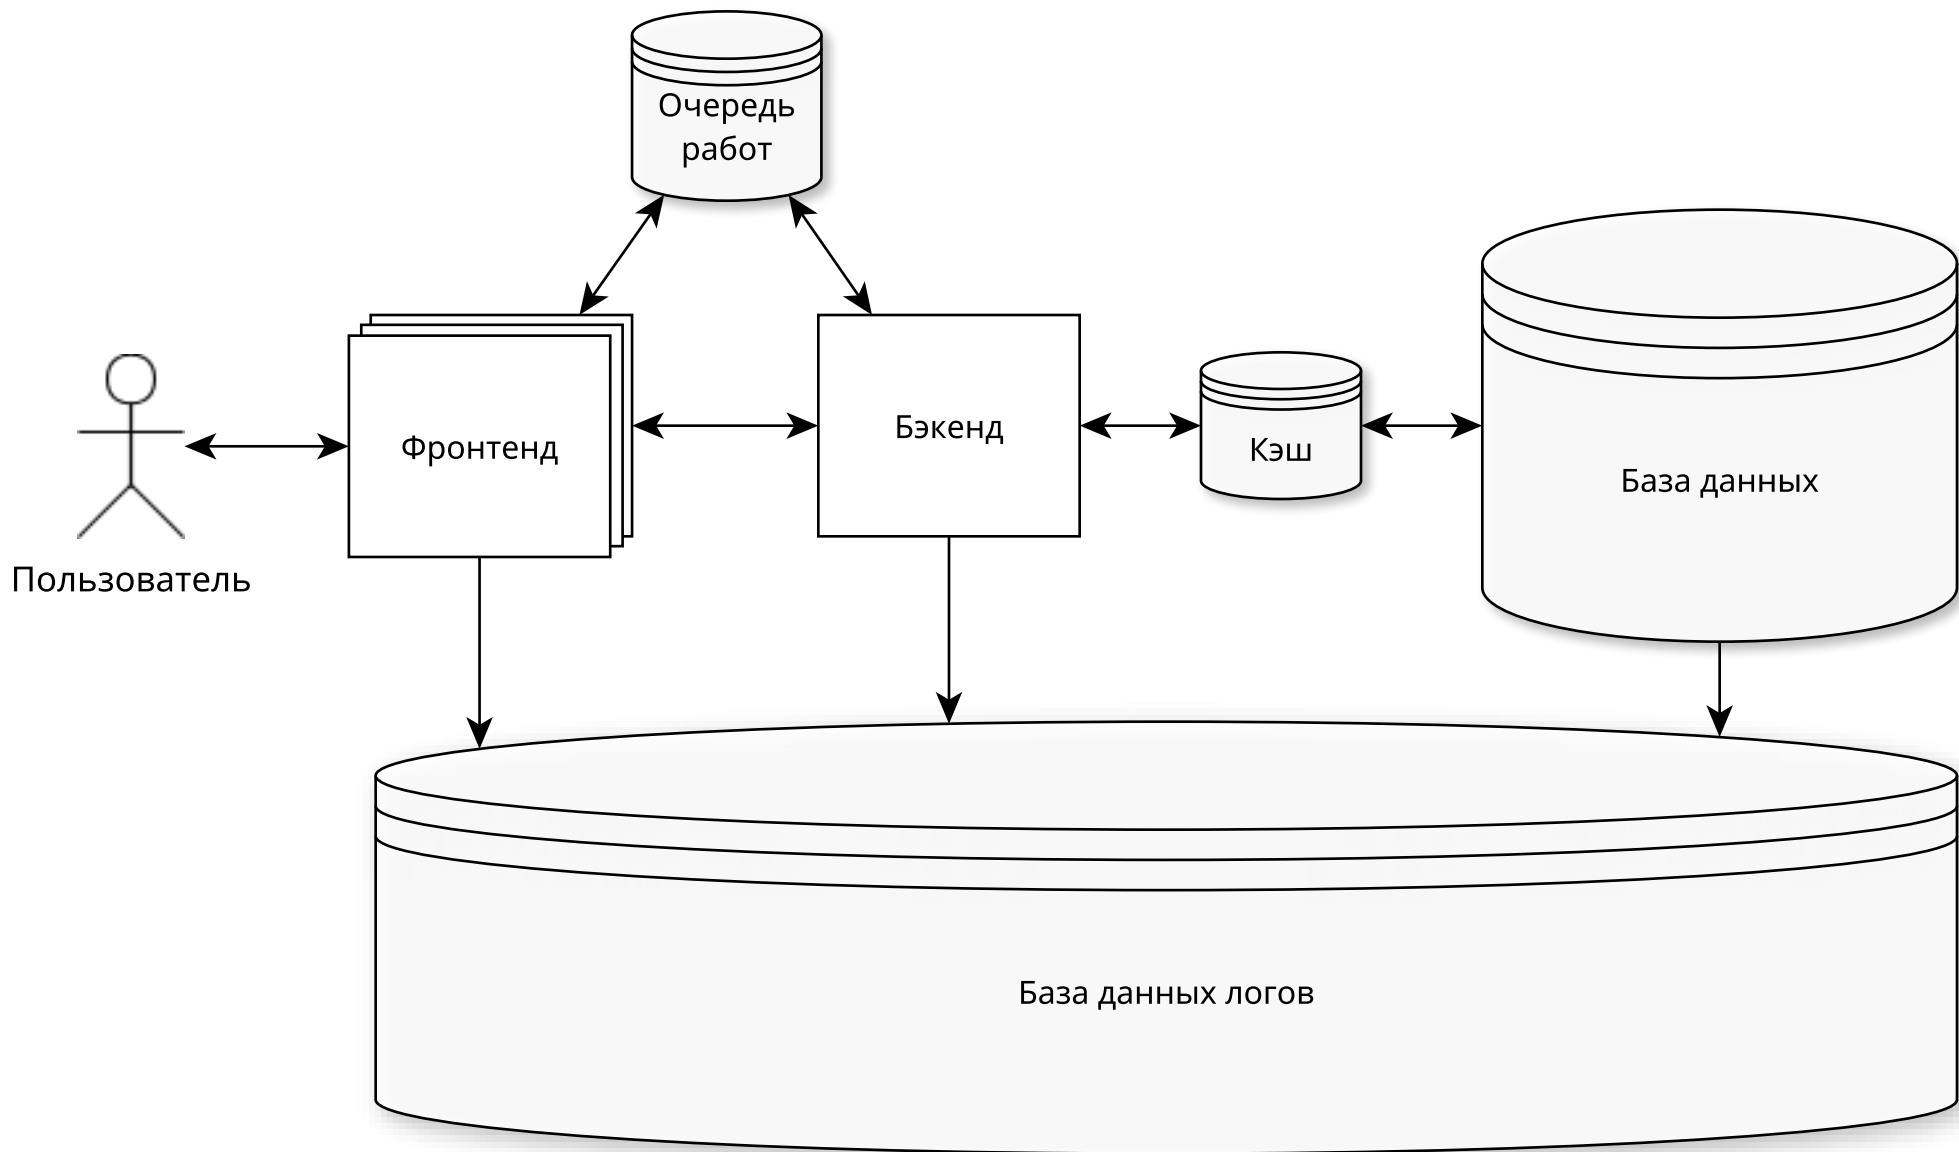 Очередь
работ
Пользователь
Фронтенд
Бэкенд
Кэш
База данных
База данных логов